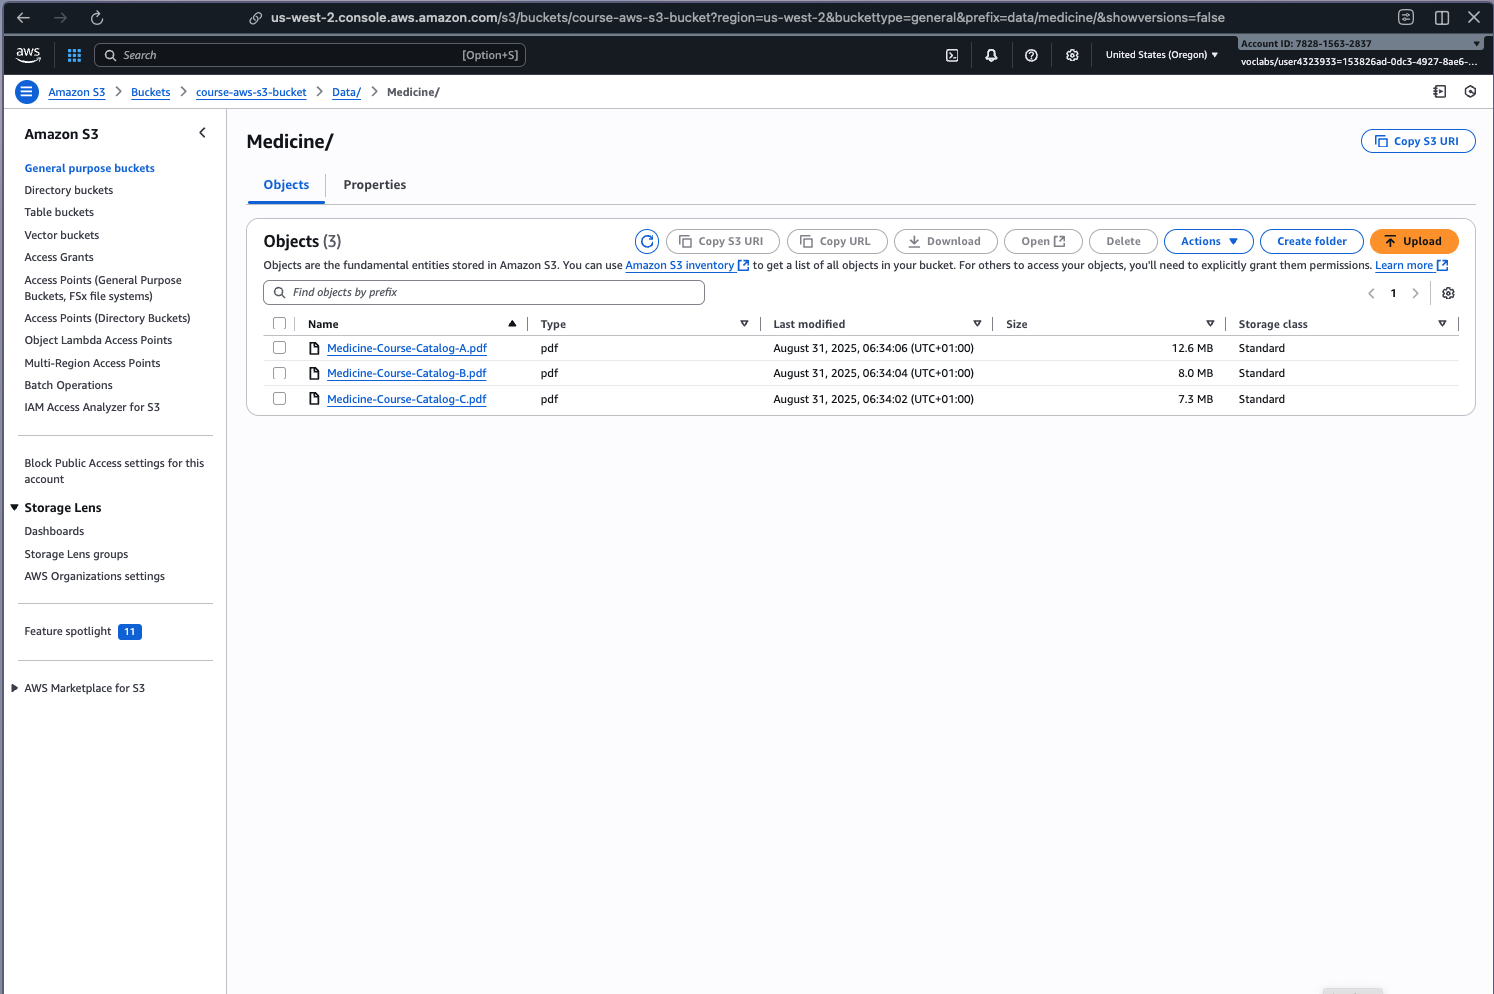 us-west-2.console.aws.amazon.com/s3/buckets/course-aws-s3-bucket?region=us-west-2&buckettype=general&prefix=data/medicine/&showversions=false
aws
Search [Option+S]
United States (Oregon)
Account ID: 7828-1563-2837
voclabs/user4323933=153826ad-0dc3-4927-8ae6-...
Amazon S3 > Buckets > course-aws-s3-bucket > Data/ > Medicine/
Amazon S3
General purpose buckets
Directory buckets
Table buckets
Vector buckets
Access Grants
Access Points (General Purpose
Buckets, FSx file systems)
Access Points (Directory Buckets)
Object Lambda Access Points
Multi-Region Access Points
Batch Operations
IAM Access Analyzer for S3
Block Public Access settings for this
account
Storage Lens
Dashboards
Storage Lens groups
AWS Organizations settings
Feature spotlight 11
AWS Marketplace for S3
Medicine/
Copy S3 URI
Objects Properties
Objects (3)
Copy S3 URI Copy URL Download Open Delete Actions Create folder Upload
Objects are the fundamental entities stored in Amazon S3. You can use Amazon S3 inventory to get a list of all objects in your bucket. For others to access your objects, you'll need to explicitly grant them permissions. Learn more
Find objects by prefix
1
Name Type Last modified Size Storage class
Medicine-Course-Catalog-A.pdf pdf August 31, 2025, 06:34:06 (UTC+01:00) 12.6 MB Standard
Medicine-Course-Catalog-B.pdf pdf August 31, 2025, 06:34:04 (UTC+01:00) 8.0 MB Standard
Medicine-Course-Catalog-C.pdf pdf August 31, 2025, 06:34:02 (UTC+01:00) 7.3 MB Standard